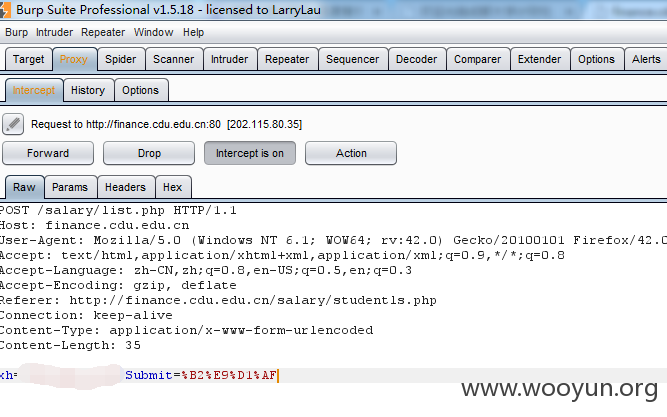 Burp Suite Professional v1.5.18 - licensed to LarryLau
Burp Intruder Repeater Window Help
Target Proxy Spider Scanner Intruder Repeater Sequencer Decoder Comparer Extender Options Alerts
Intercept History Options
Request to http://finance.cdu.edu.cn:80 [202.115.80.35]
Forward Drop Intercept is on Action
Raw Params Headers Hex
POST /salary/list.php HTTP/1.1
Host: finance.cdu.edu.cn
User-Agent: Mozilla/5.0 (Windows NT 6.1; WOW64; rv:42.0) Gecko/20100101 Firefox/42.0
Accept: text/html,application/xhtml+xml,application/xml;q=0.9,*/*;q=0.8
Accept-Language: zh-CN,zh;q=0.8,en-US;q=0.5,en;q=0.3
Accept-Encoding: gzip, deflate
Referer: http://finance.cdu.edu.cn/salary/studentls.php
Connection: keep-alive
Content-Type: application/x-www-form-urlencoded
Content-Length: 35
xh= Submit=%B2%E9%D1%AF
www.wooyun.org